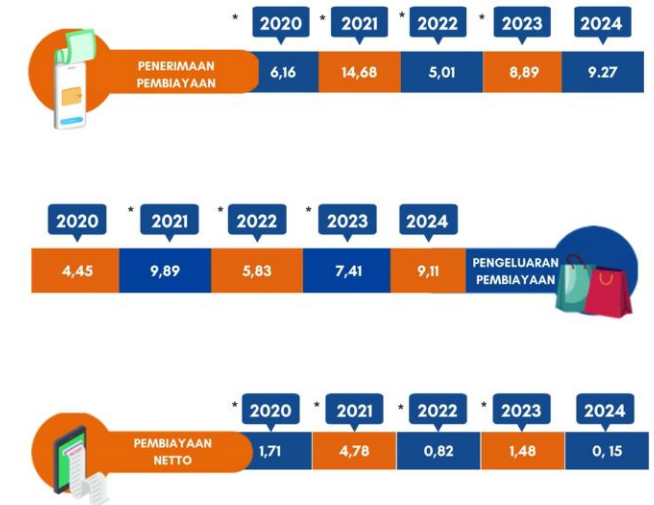 * 2020 * 2021 * 2022 * 2023 2024
PENERIMAAN
PEMBIAYAAN
6,16 14,68 5,01 8,89 9.27
2020 * 2021 * 2022 * 2023 2024
4,45 9,89 5,83 7,41 9,11
PENGELUARAN
PEMBIAYAAN
* 2020 * 2021 * 2022 * 2023 2024
PEMBIAYAAN
NETTO
1,71 4,78 0,82 1,48 0, 15